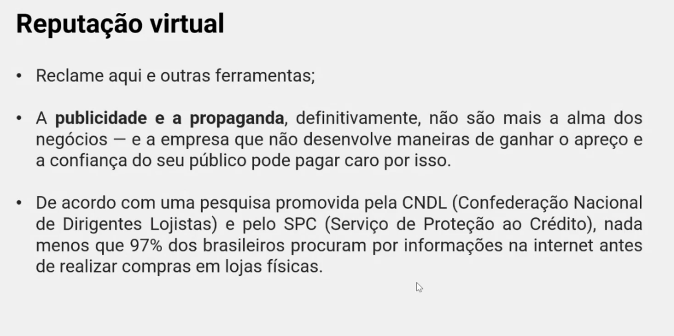 Reputação virtual
• Reclame aqui e outras ferramentas;
• A publicidade e a propaganda, definitivamente, não são mais a alma dos
negócios — e a empresa que não desenvolve maneiras de ganhar o apreço e
a confiança do seu público pode pagar caro por isso.
• De acordo com uma pesquisa promovida pela CNDL (Confederação Nacional
de Dirigentes Lojistas) e pelo SPC (Serviço de Proteção ao Crédito), nada
menos que 97% dos brasileiros procuram por informações na internet antes
de realizar compras em lojas físicas.